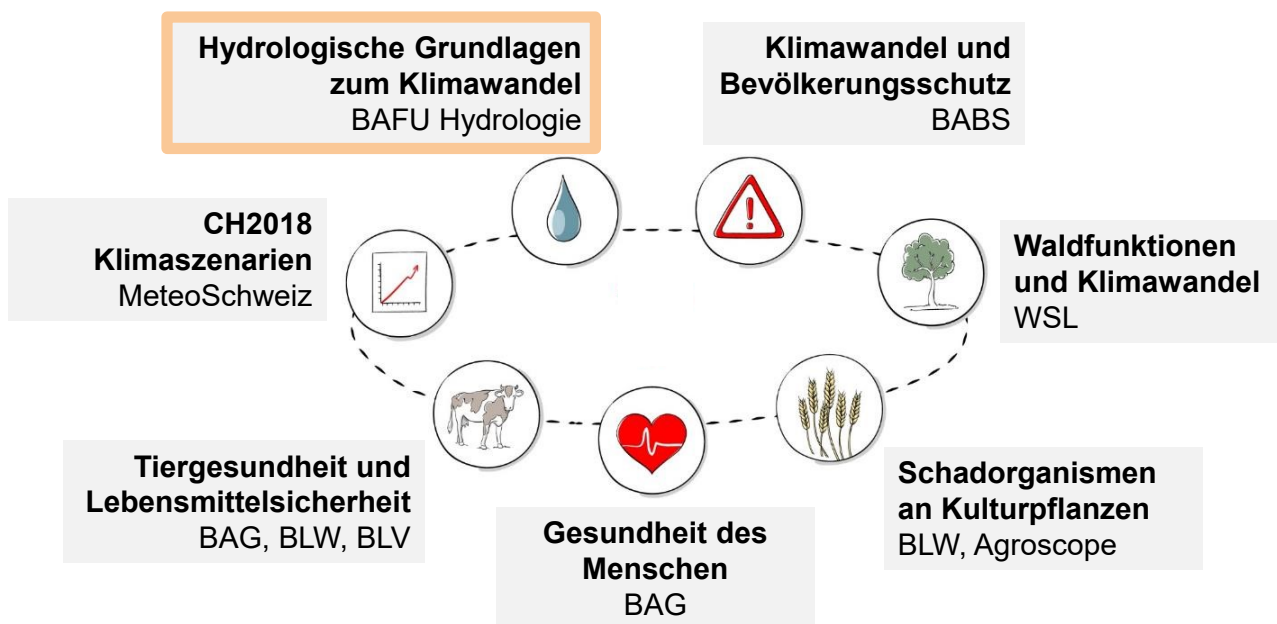 Hydrologische Grundlagen
zum Klimawandel
BAFU Hydrologie
Klimawandel und
Bevölkerungsschutz
BABS
CH2018
Klimaszenarien
MeteoSchweiz
Waldfunktionen
und Klimawandel
WSL
Tiergesundheit und
Lebensmittelsicherheit
BAG, BLW, BLV
Gesundheit des
Menschen
BAG
Schadorganismen
an Kulturpflanzen
BLW, Agroscope